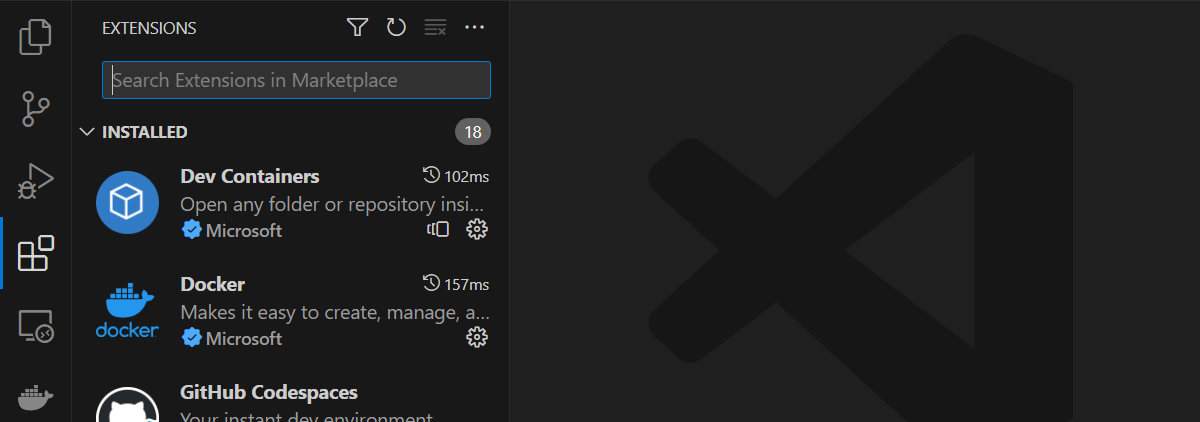 EXTENSIONS
Search Extensions in Marketplace
INSTALLED 18
Dev Containers 102ms
Open any folder or repository insi...
Microsoft
Docker 157ms
Makes it easy to create, manage, a...
docker
Microsoft
GitHub Codespaces
Your instant dev environment